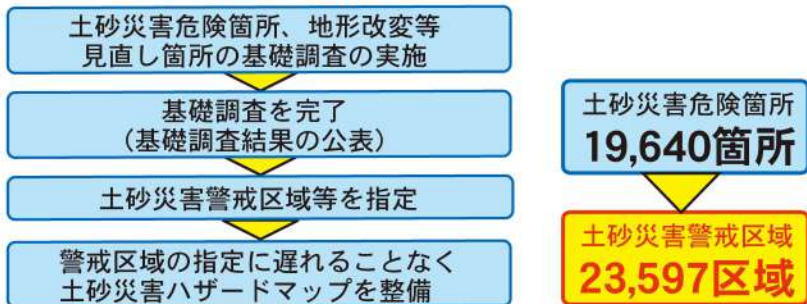 土砂災害危険箇所、地形改変等
見直し箇所の基礎調査の実施
基礎調査を完了
（基礎調査結果の公表）
土砂災害警戒区域等を指定
警戒区域の指定に遅れることなく
土砂災害ハザードマップを整備
土砂災害危険箇所
19,640箇所
土砂災害警戒区域
23,597区域